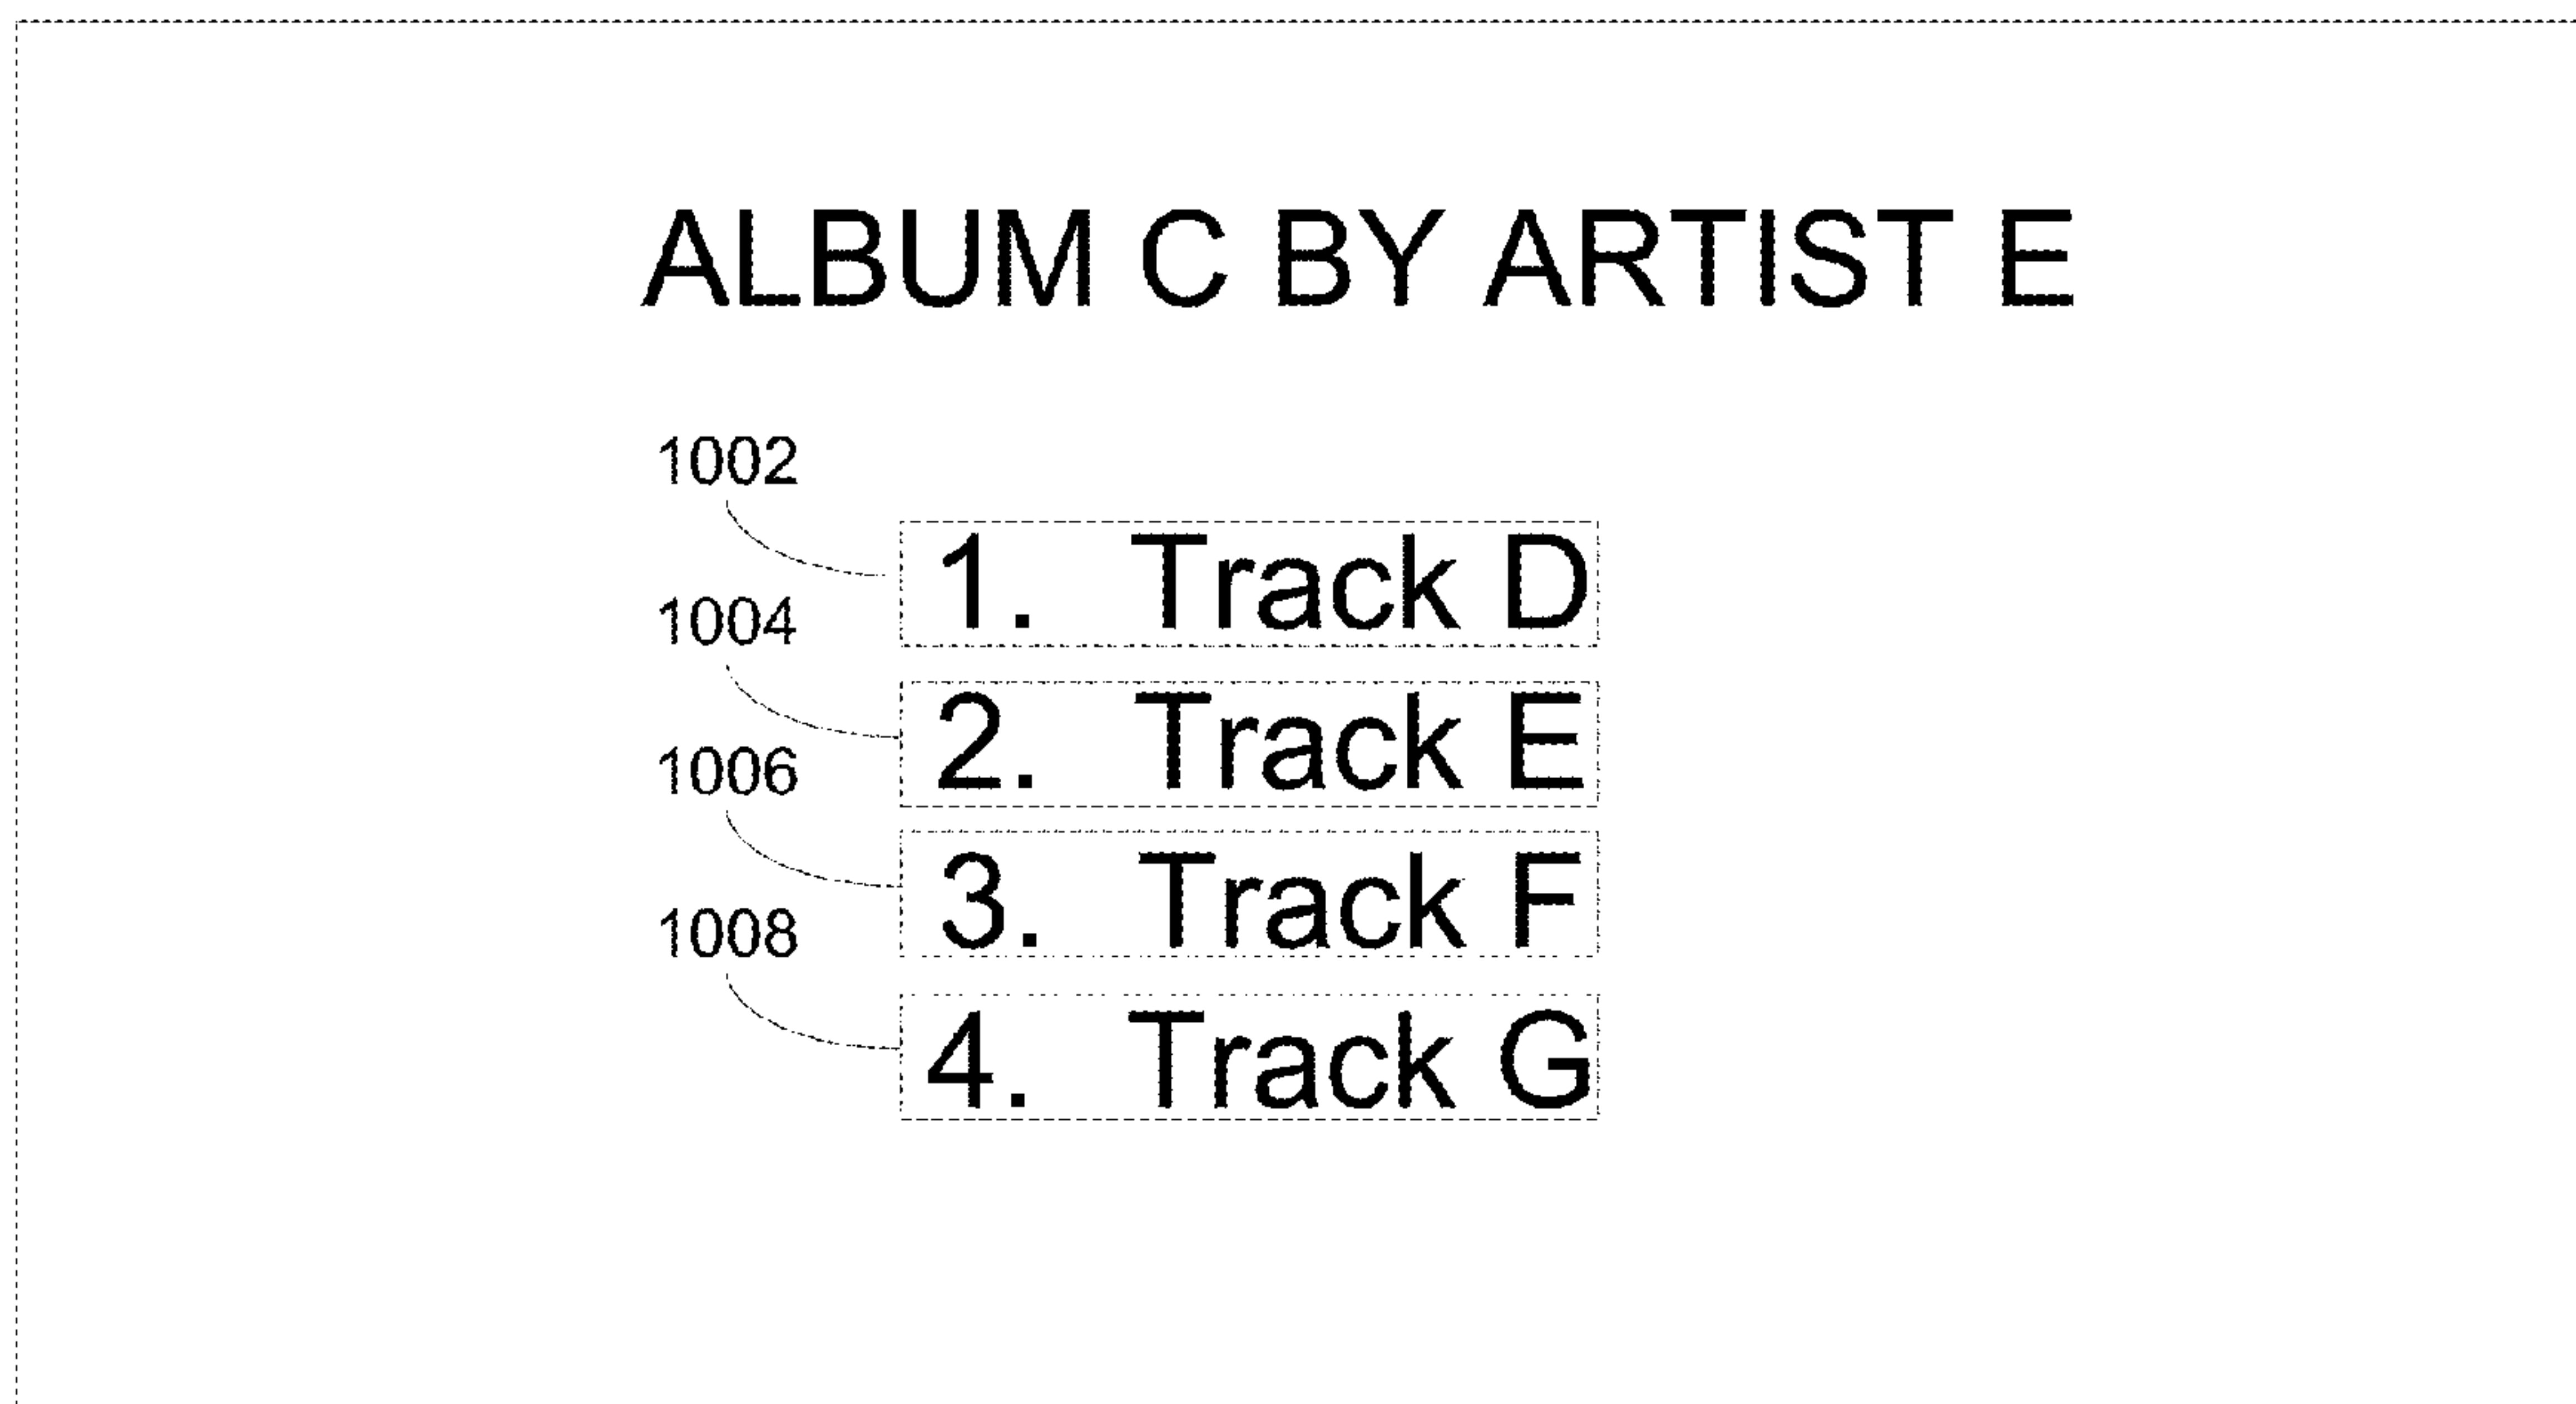 ALBUM C BY ARTIST E
1002
1. Track D
1004
2. Track E
1006
3. Track F
1008
4. Track G